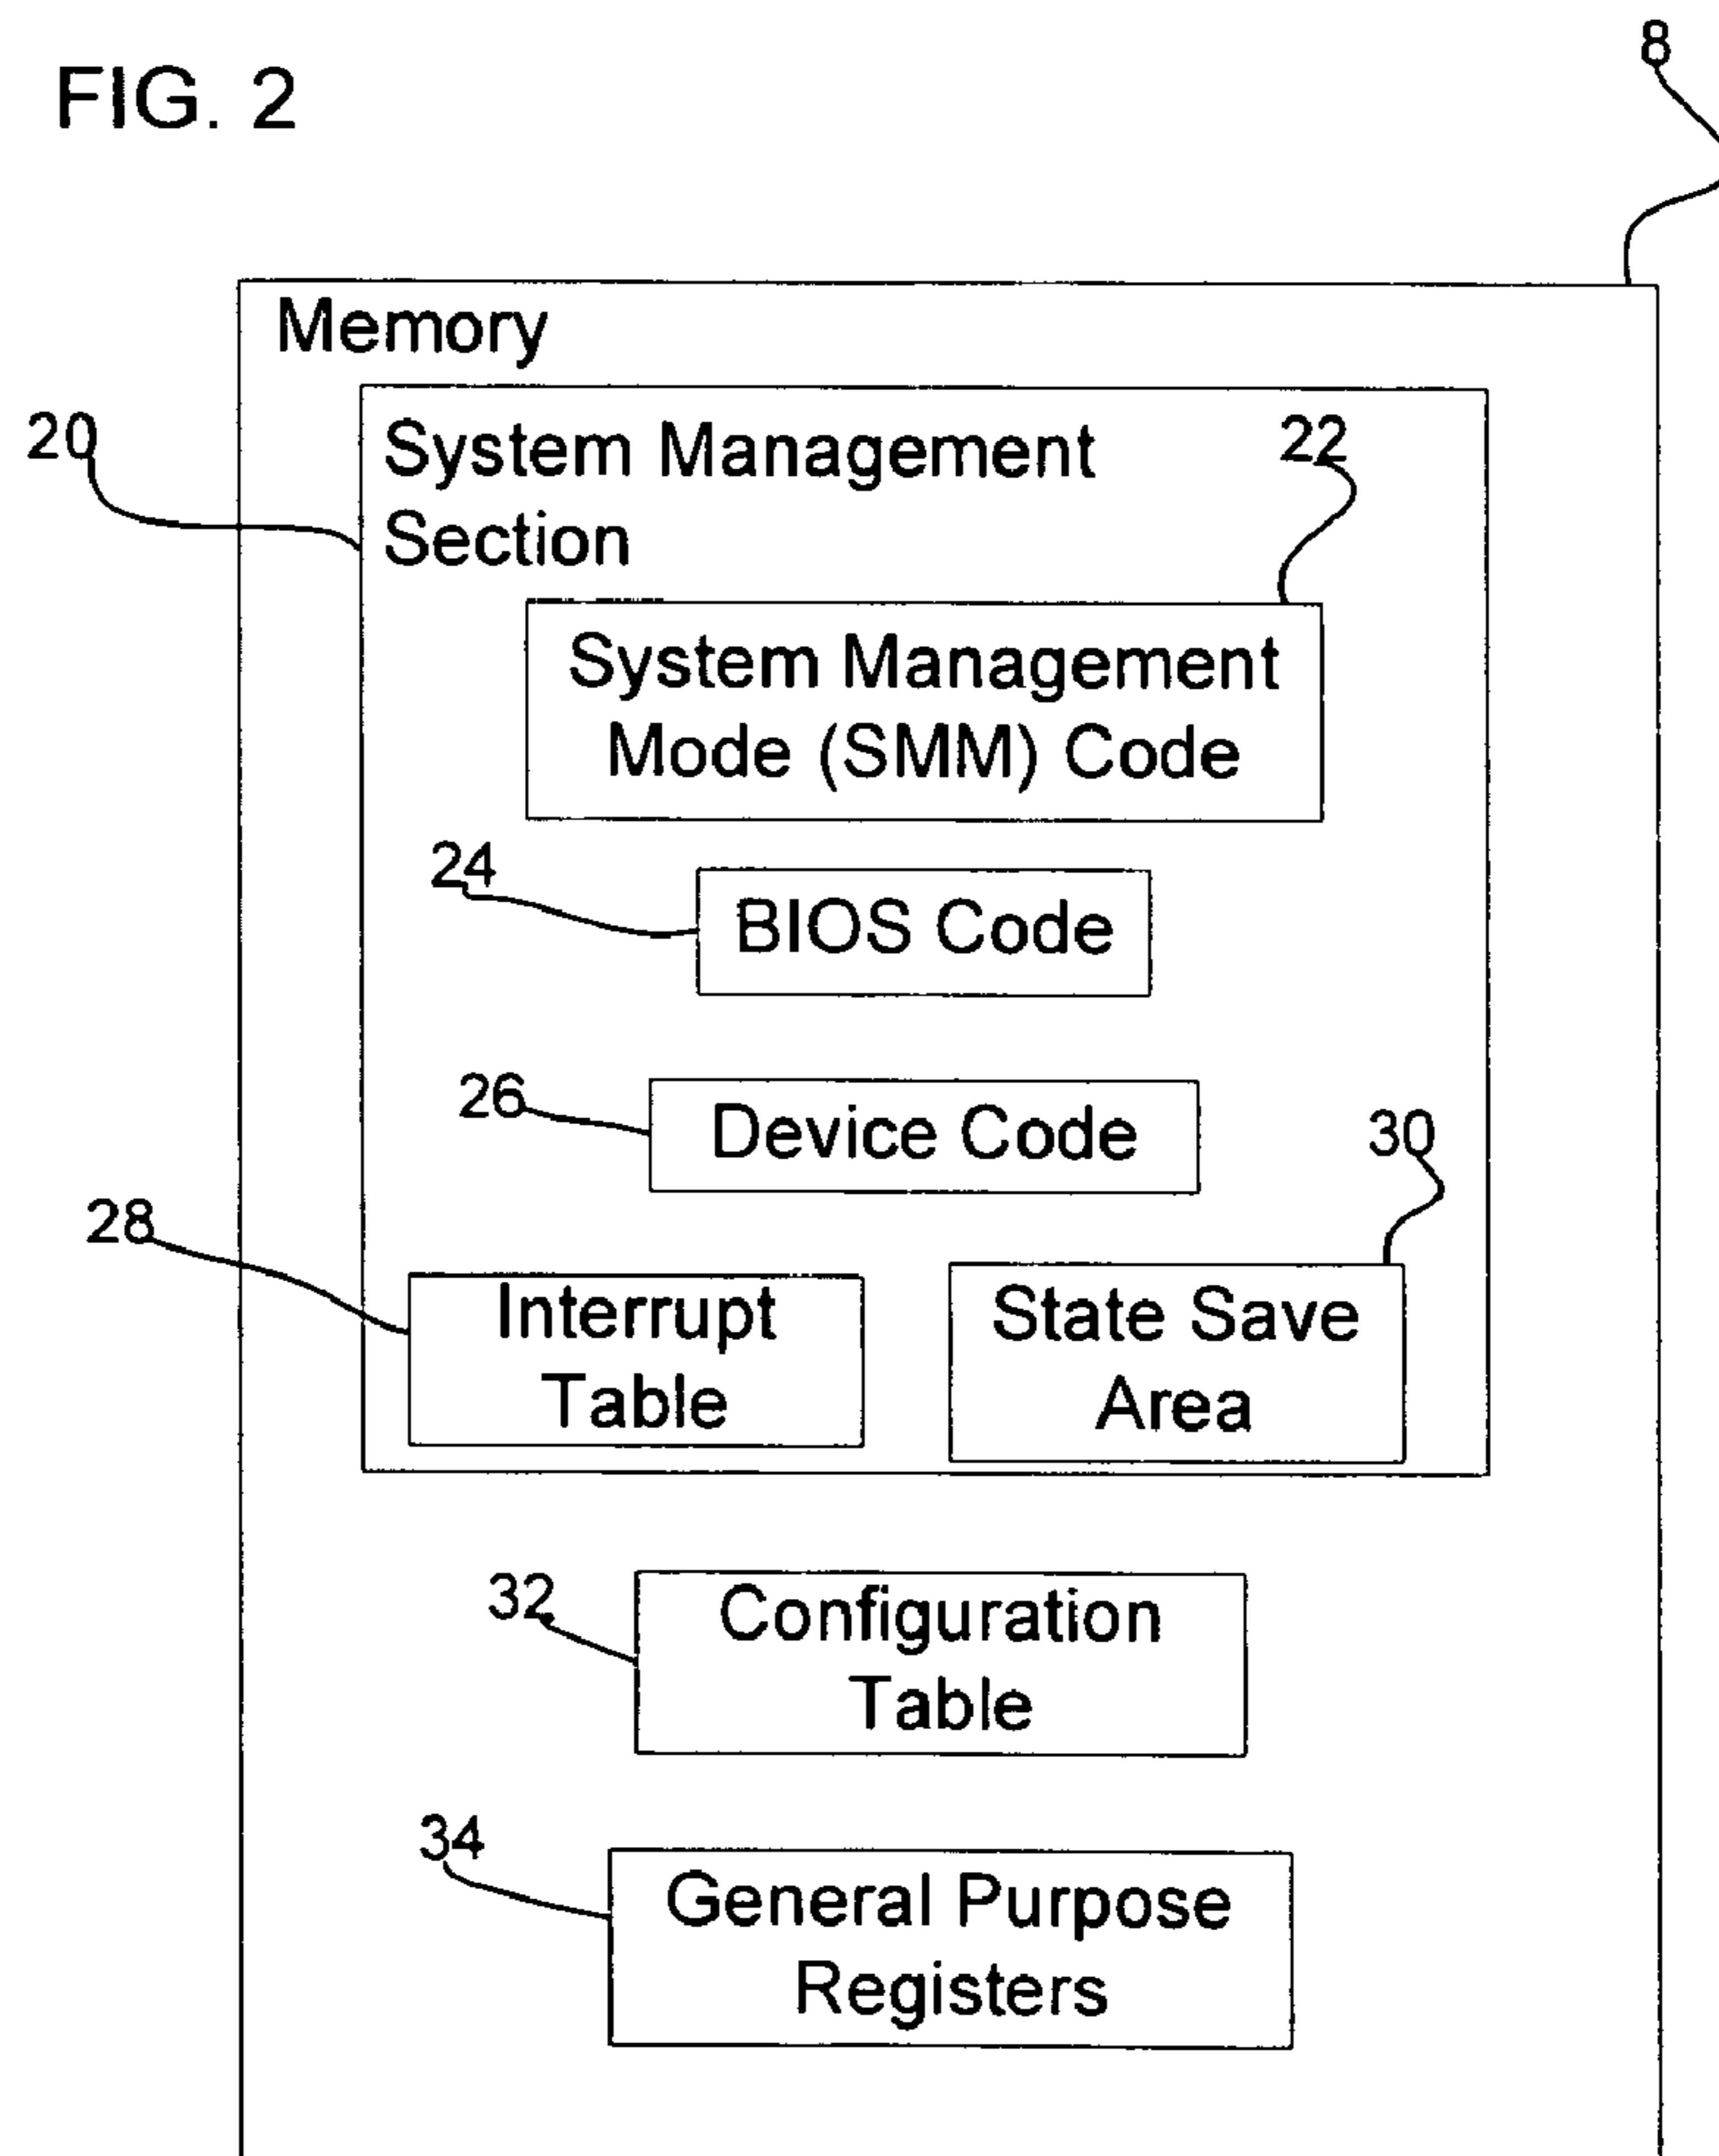 FIG. 2
8
Memory
20
System Management
Section
22
System Management
Mode (SMM) Code
24
BIOS Code
26
Device Code
30
28
Interrupt
Table
State Save
Area
32
Configuration
Table
34
General Purpose
Registers